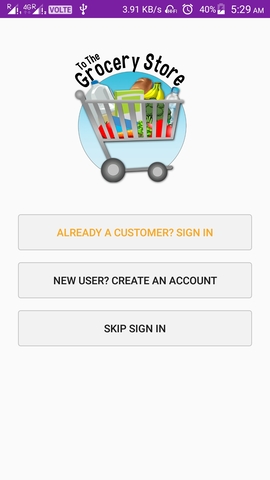 R 4G R VOLTE 3.91 KB/s 40% 5:29 AM
To The
Grocery Store
ALREADY A CUSTOMER? SIGN IN
NEW USER? CREATE AN ACCOUNT
SKIP SIGN IN